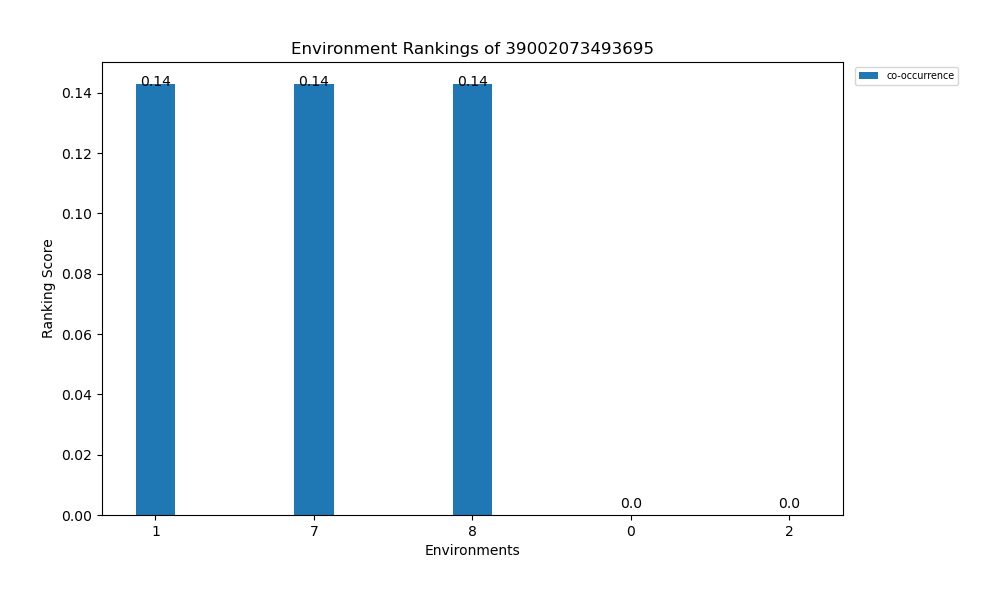 Environment Rankings of 39002073493695
co-occurrence
0.14 0.14 0.14 0.0 0.0
Ranking Score
0.14
0.12
0.10
0.08
0.06
0.04
0.02
0.00
1 7 8 0 2
Environments